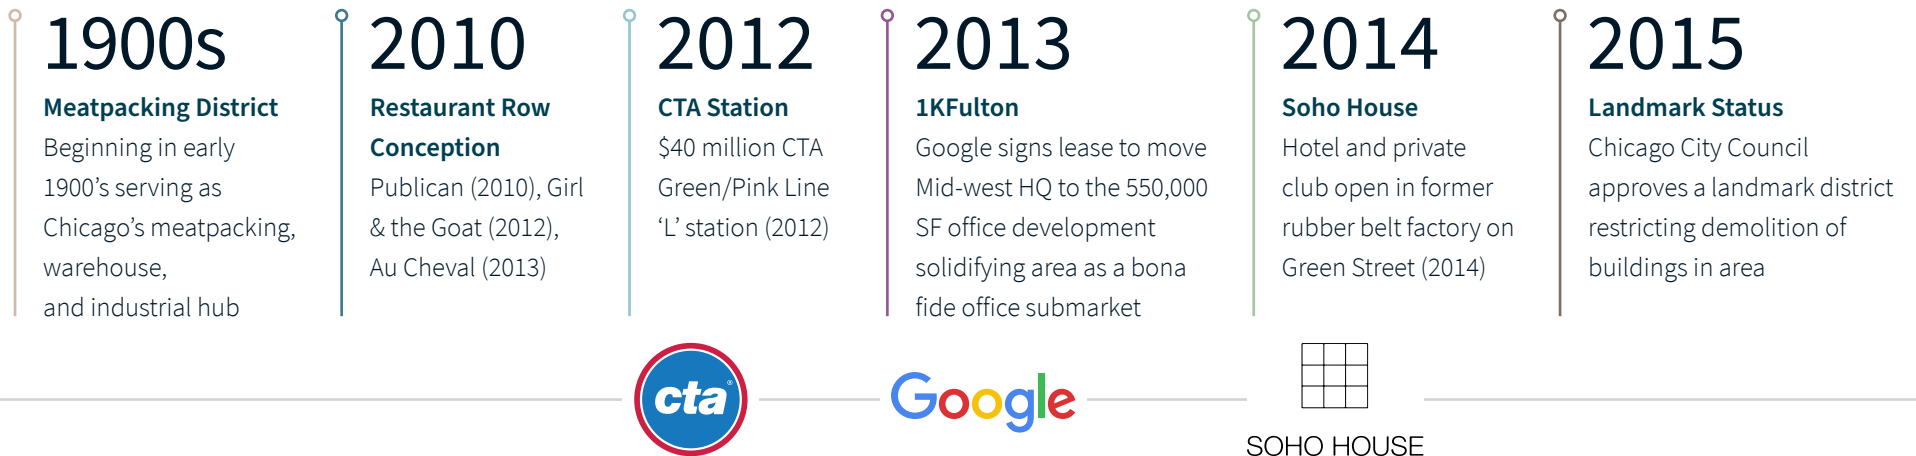 1900s
Meatpacking District
Beginning in early
1900’s serving as
Chicago’s meatpacking,
warehouse,
and industrial hub
2010
Restaurant Row
Conception
Publican (2010), Girl
& the Goat (2012),
Au Cheval (2013)
2012
CTA Station
$40 million CTA
Green/Pink Line
‘L’ station (2012)
2013
1KFulton
Google signs lease to move
Mid-west HQ to the 550,000
SF office development
solidifying area as a bona
fide office submarket
2014
Soho House
Hotel and private
club open in former
rubber belt factory on
Green Street (2014)
2015
Landmark Status
Chicago City Council
approves a landmark district
restricting demolition of
buildings in area
cta®
Google
SOHO HOUSE